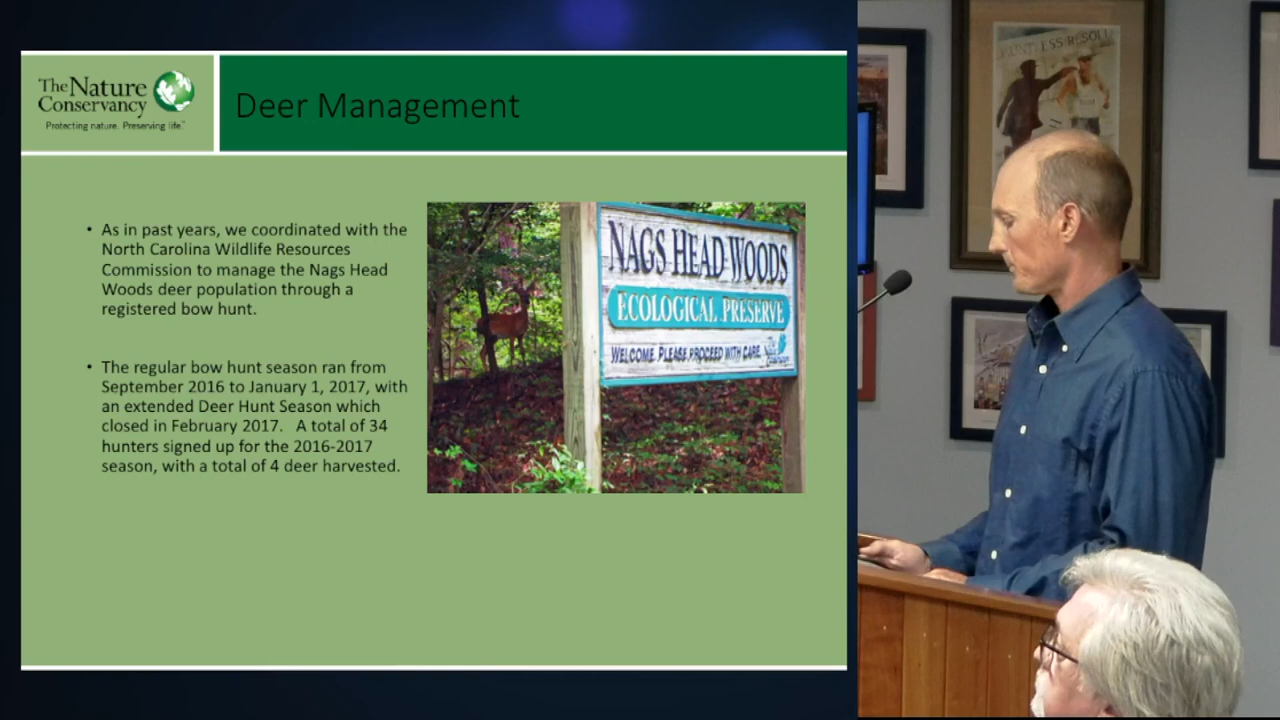 The Nature
Conservancy
Protecting nature. Preserving life.™
Deer Management
• As in past years, we coordinated with the
North Carolina Wildlife Resources
Commission to manage the Nags Head
Woods deer population through a
registered bow hunt.
• The regular bow hunt season ran from
September 2016 to January 1, 2017, with
an extended Deer Hunt Season which
closed in February 2017. A total of 34
hunters signed up for the 2016-2017
season, with a total of 4 deer harvested.
NAGS HEAD WOODS
ECOLOGICAL PRESERVE
WELCOME. PLEASE PROCEED WITH CARE.